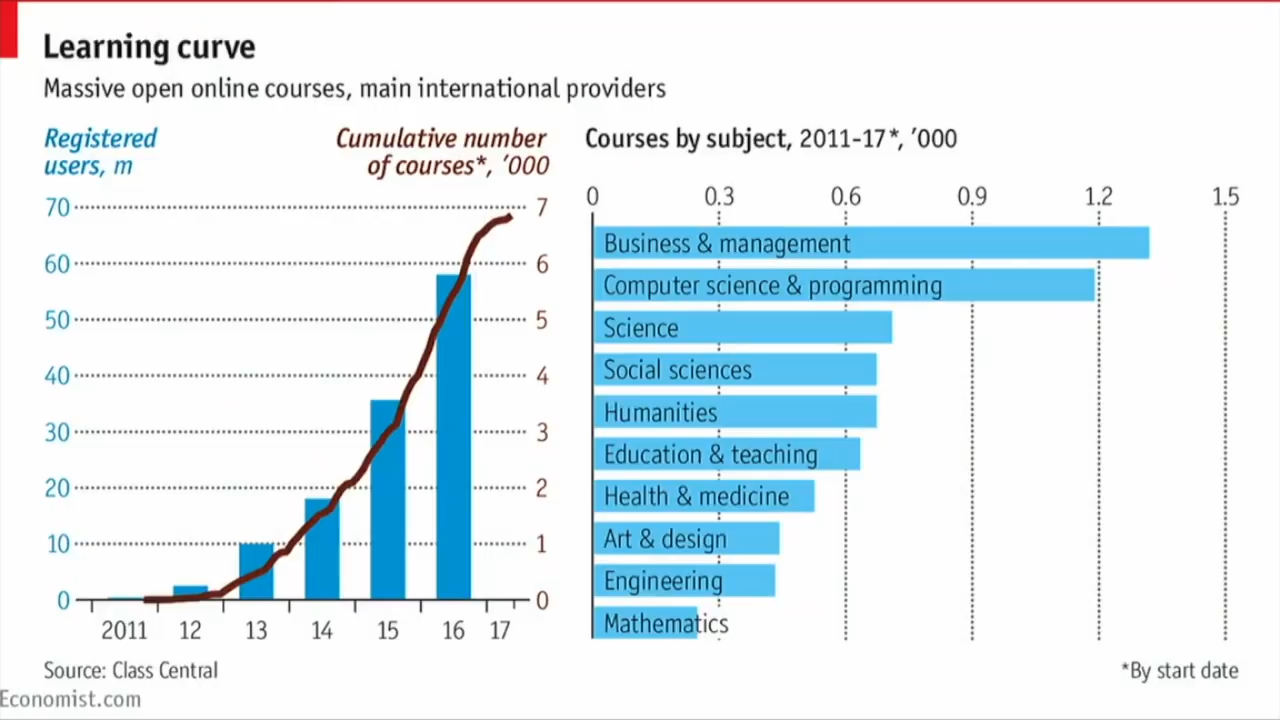 Learning curve
Massive open online courses, main international providers
Registered
users, m
Cumulative number
of courses*, ’000
70
60
50
40
30
20
10
0
7
6
5
4
3
2
1
0
2011 12 13 14 15 16 17
Courses by subject, 2011-17*, ’000
0 0.3 0.6 0.9 1.2 1.5
Business & management
Computer science & programming
Science
Social sciences
Humanities
Education & teaching
Health & medicine
Art & design
Engineering
Mathematics
Source: Class Central
*By start date
Economist.com